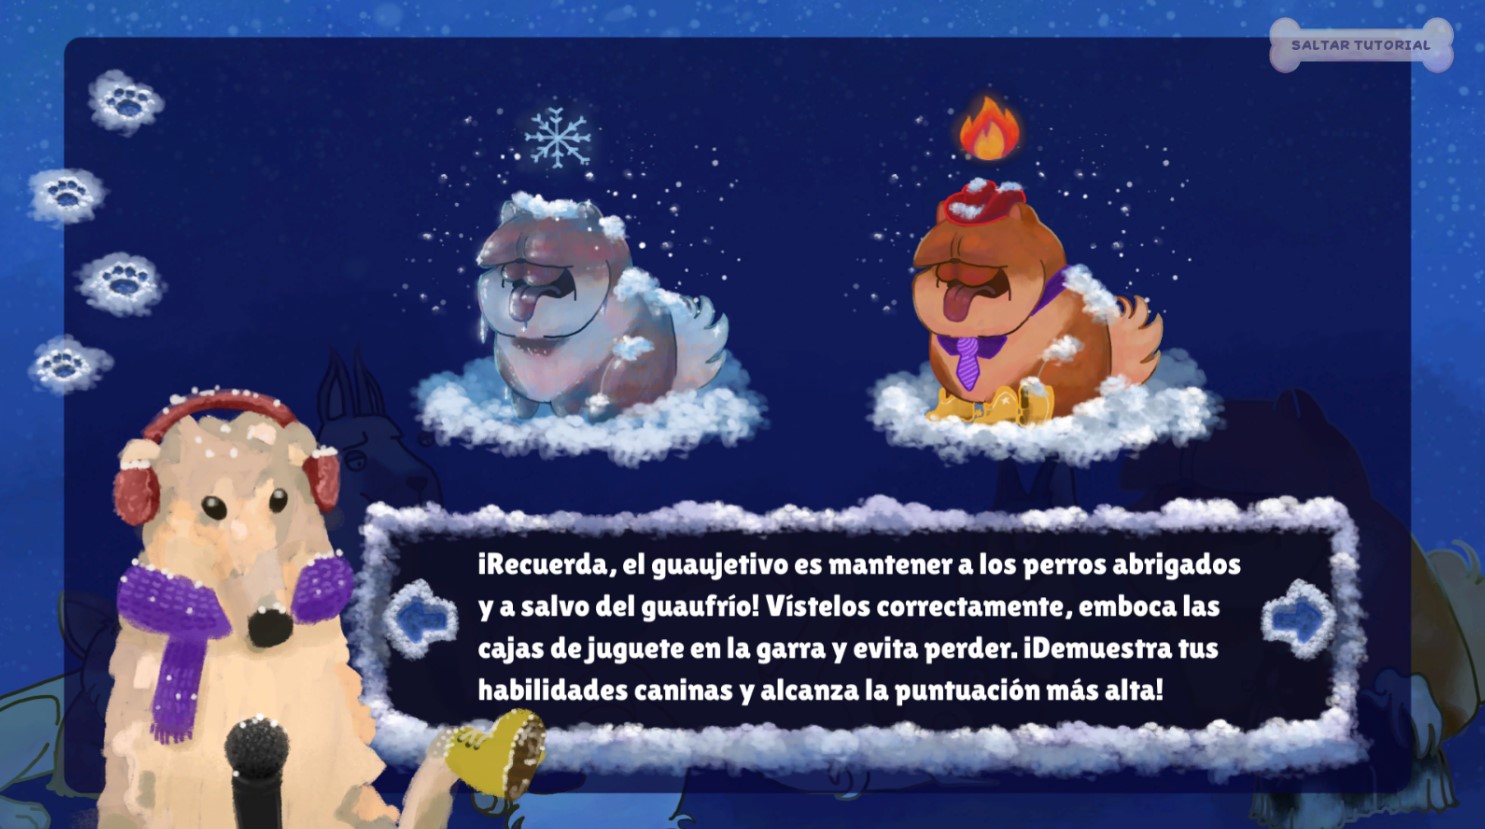 SALTAR TUTORIAL
¡Recuerda, el guaujetivo es mantener a los perros abrigados
y a salvo del guaufrío! Vístelos correctamente, emboca las
cajas de juguete en la garra y evita perder. ¡Demuestra tus
habilidades caninas y alcanza la puntuación más alta!